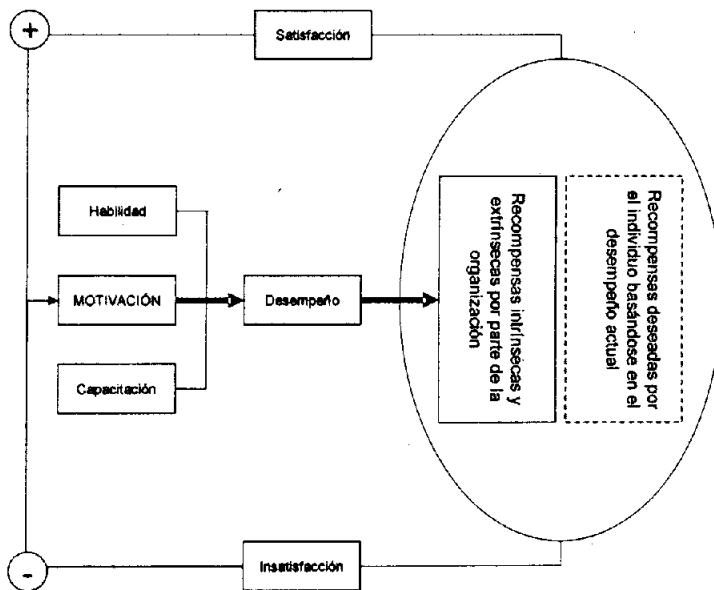 +
Satisfacción
Habilidad
MOTIVACIÓN
Desempeño
Capacitación
Recompensas intrínsecas y
extrínsecas por parte de la
organización
Recompensas deseadas por
el individuo basándose en el
desempeño actual
-
Insatisfacción